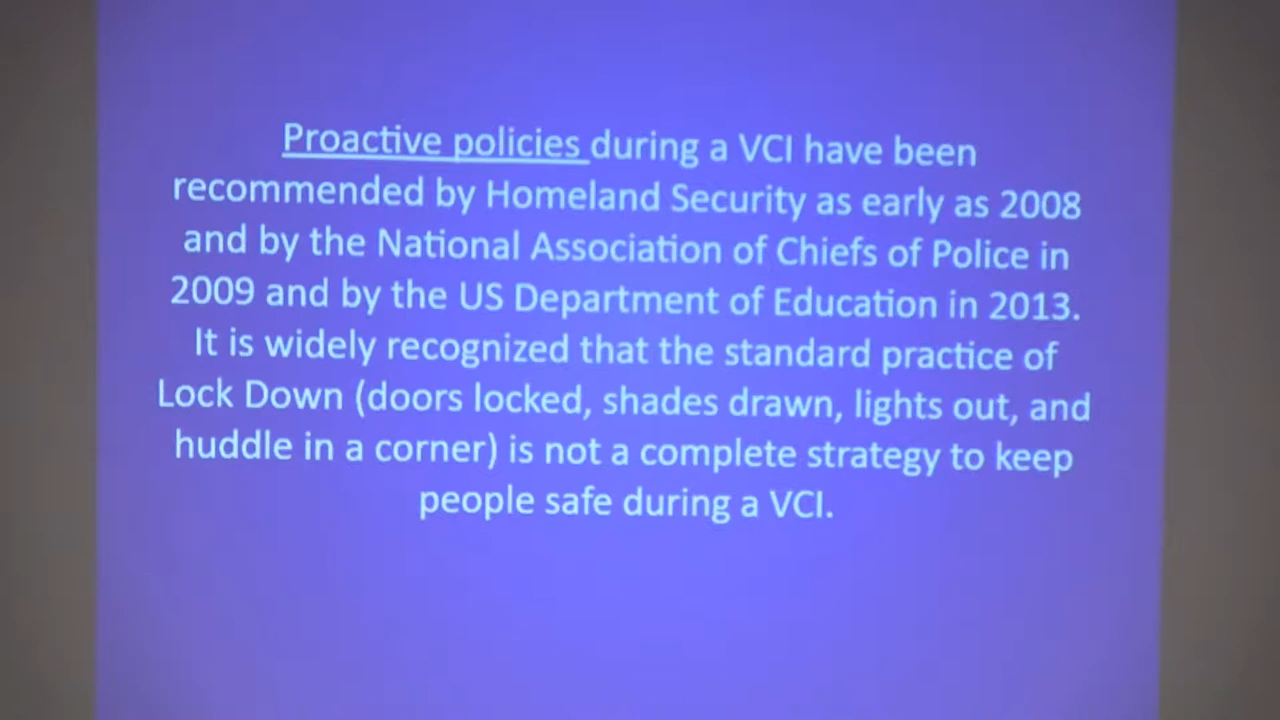 Proactive policies during a VCI have been
recommended by Homeland Security as early as 2008
and by the National Association of Chiefs of Police in
2009 and by the US Department of Education in 2013.
It is widely recognized that the standard practice of
Lock Down (doors locked, shades drawn, lights out, and
huddle in a corner) is not a complete strategy to keep
people safe during a VCI.